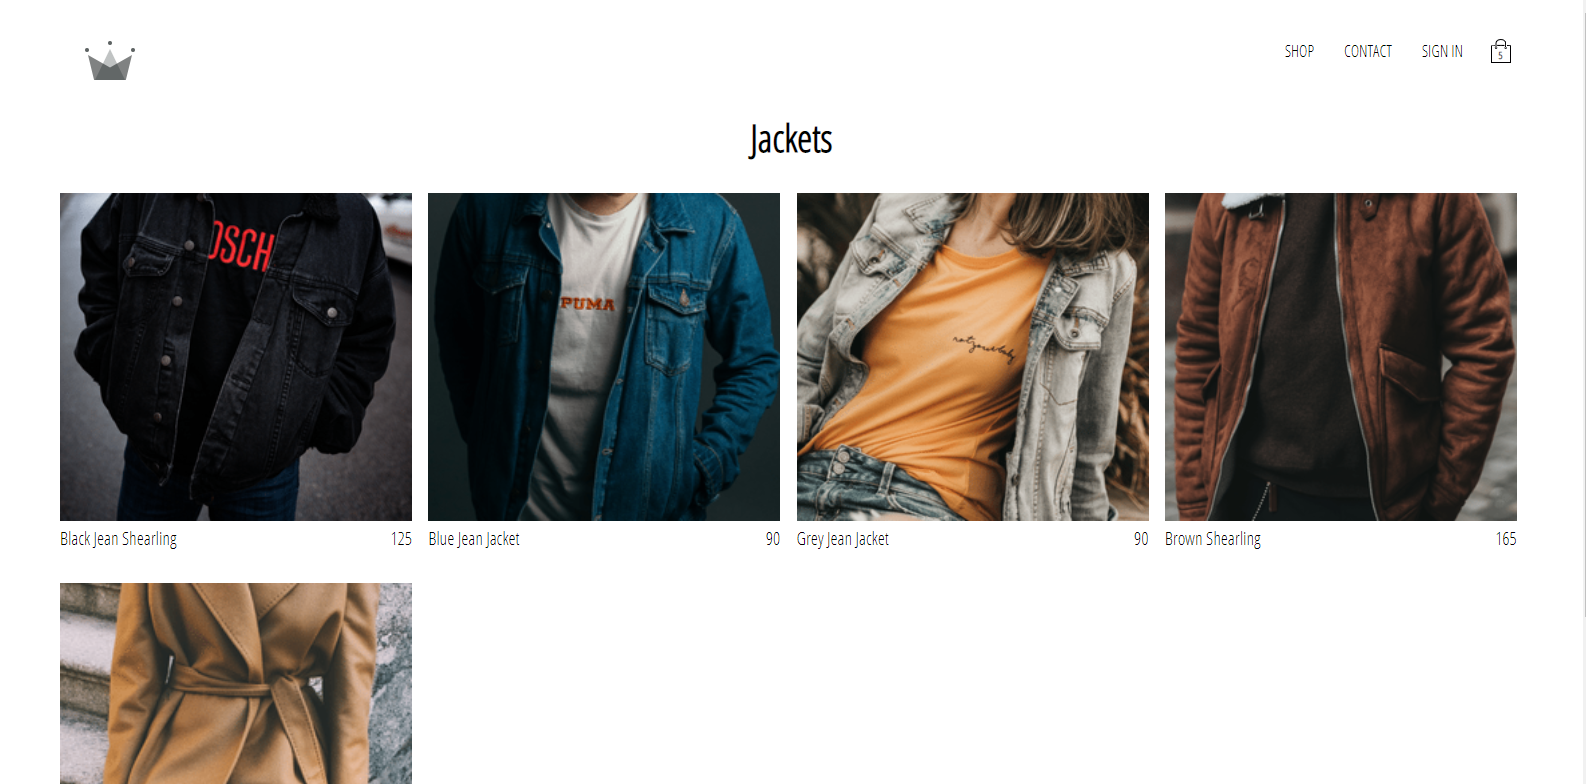 SHOP CONTACT SIGN IN 5
Jackets
OSCH
PUMA
notyourbaby
Black Jean Shearling 125
Blue Jean Jacket 90
Grey Jean Jacket 90
Brown Shearling 165